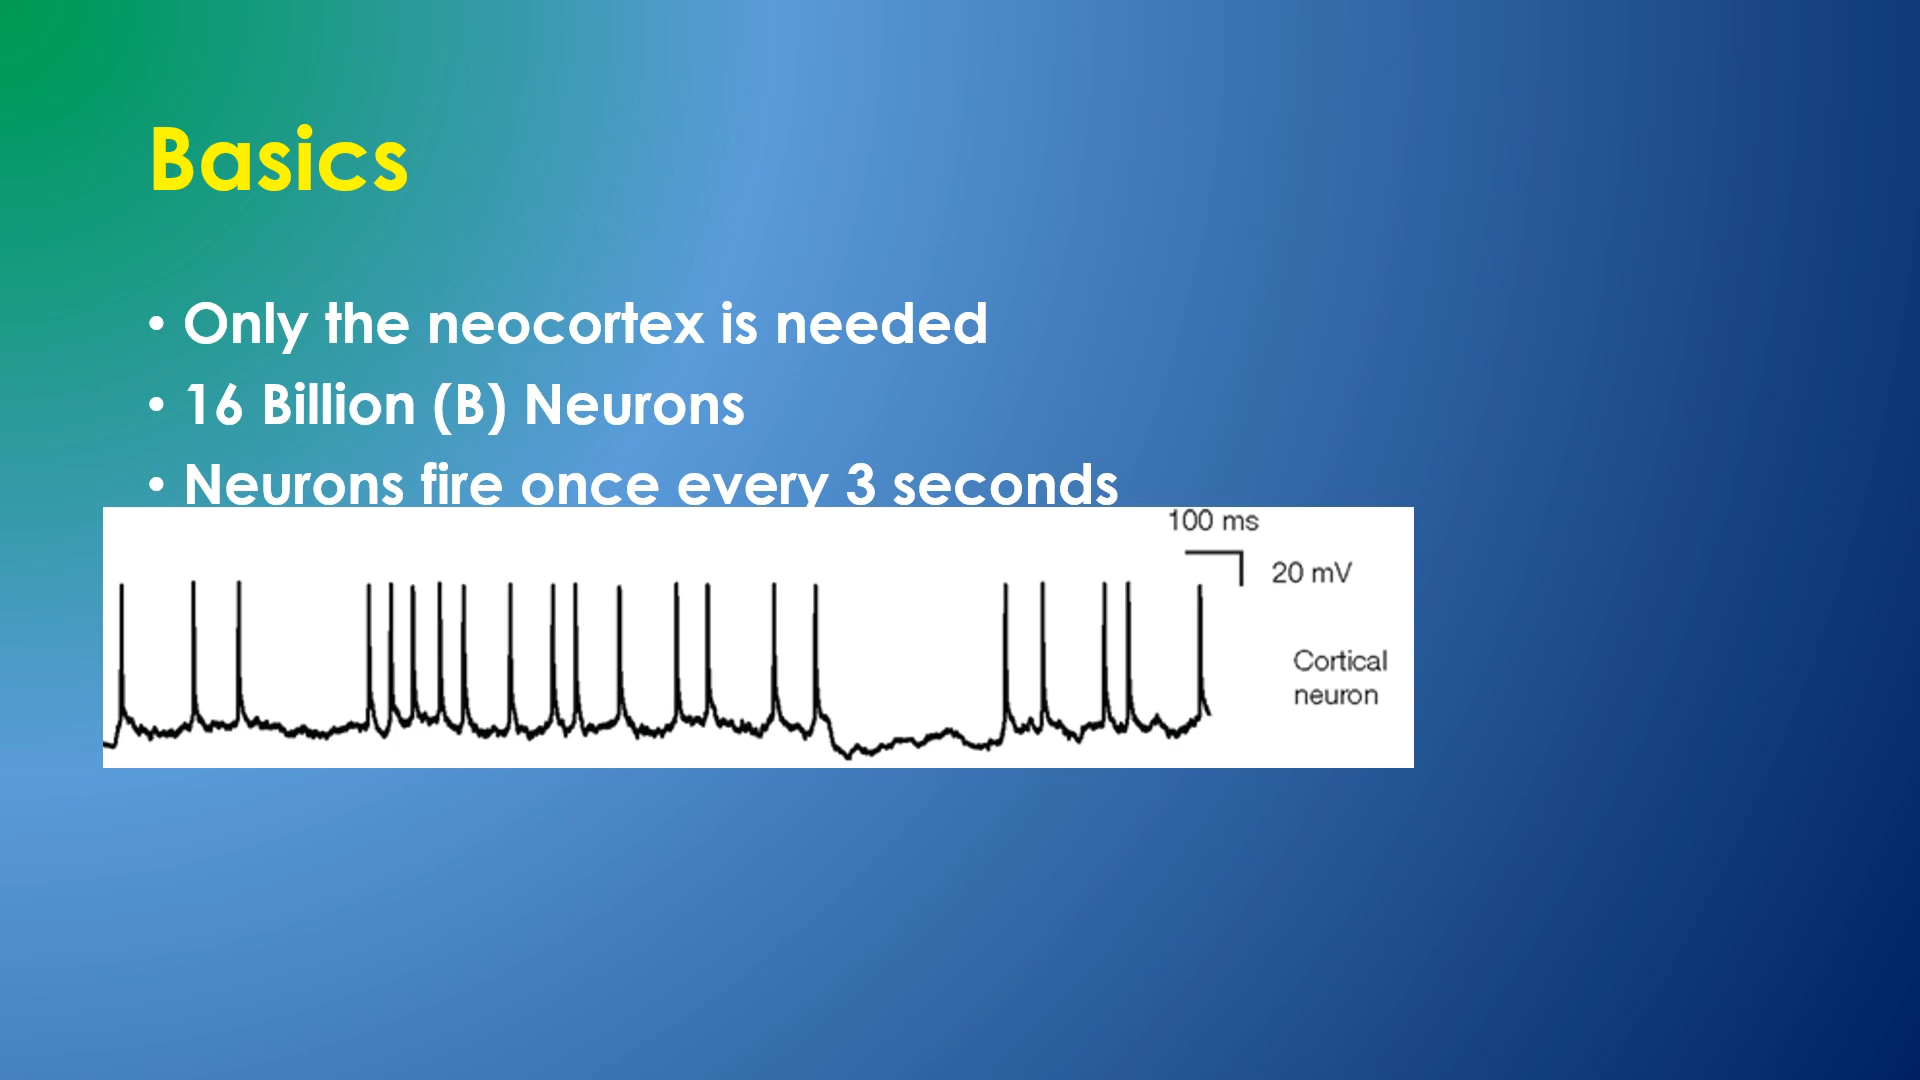 Basics
• Only the neocortex is needed
• 16 Billion (B) Neurons
• Neurons fire once every 3 seconds
100 ms
20 mV
Cortical
neuron